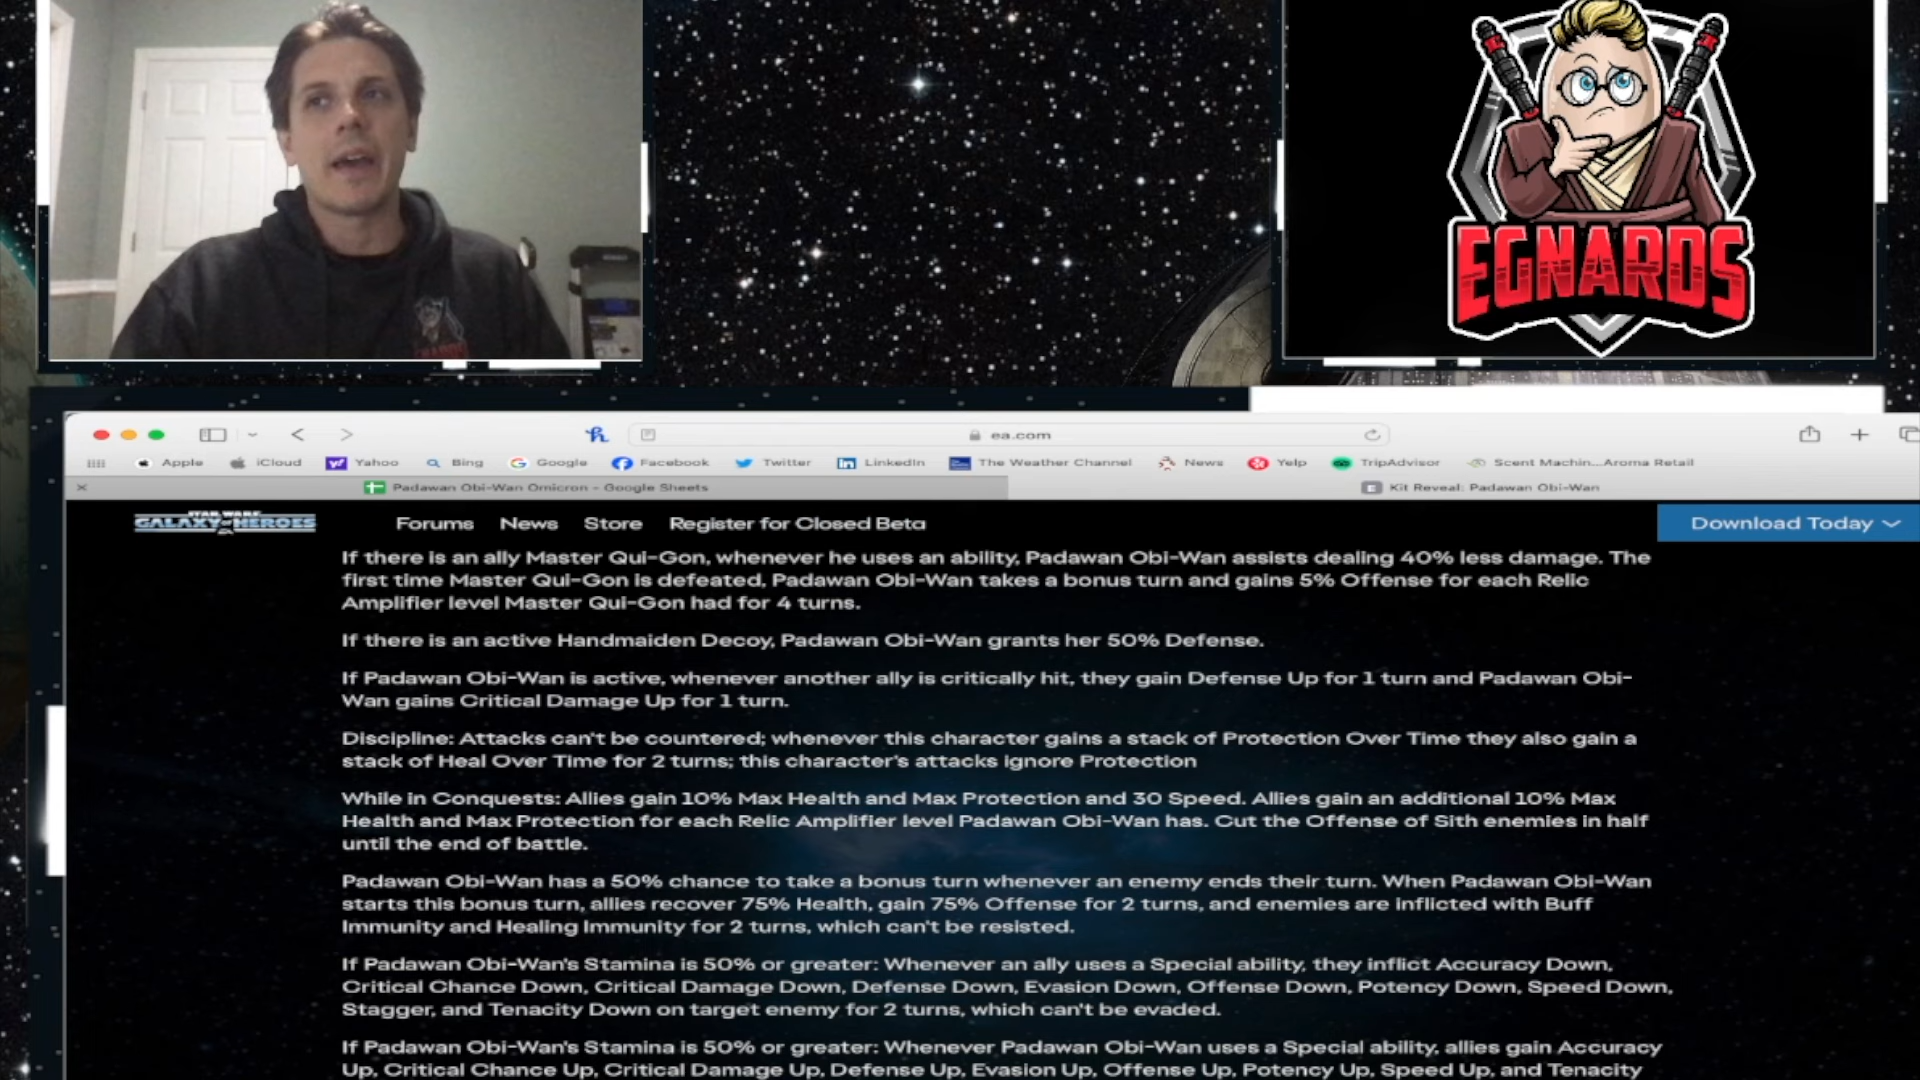 EGNARDS
ea.com
Apple iCloud Yahoo Bing Google Facebook Twitter LinkedIn The Weather Channel News Yelp TripAdvisor Scent Machin...Aroma Retail
Padawan Obi-Wan Omicron - Google Sheets Kit Reveal: Padawan Obi-Wan
STAR WARS
GALAXY OF HEROES Forums News Store Register for Closed Beta Download Today
If there is an ally Master Qui-Gon, whenever he uses an ability, Padawan Obi-Wan assists dealing 40% less damage. The
first time Master Qui-Gon is defeated, Padawan Obi-Wan takes a bonus turn and gains 5% Offense for each Relic
Amplifier level Master Qui-Gon had for 4 turns.
If there is an active Handmaiden Decoy, Padawan Obi-Wan grants her 50% Defense.
If Padawan Obi-Wan is active, whenever another ally is critically hit, they gain Defense Up for 1 turn and Padawan Obi-
Wan gains Critical Damage Up for 1 turn.
Discipline: Attacks can't be countered; whenever this character gains a stack of Protection Over Time they also gain a
stack of Heal Over Time for 2 turns; this character's attacks ignore Protection
While in Conquests: Allies gain 10% Max Health and Max Protection and 30 Speed. Allies gain an additional 10% Max
Health and Max Protection for each Relic Amplifier level Padawan Obi-Wan has. Cut the Offense of Sith enemies in half
until the end of battle.
Padawan Obi-Wan has a 50% chance to take a bonus turn whenever an enemy ends their turn. When Padawan Obi-Wan
starts this bonus turn, allies recover 75% Health, gain 75% Offense for 2 turns, and enemies are inflicted with Buff
Immunity and Healing Immunity for 2 turns, which can't be resisted.
If Padawan Obi-Wan's Stamina is 50% or greater: Whenever an ally uses a Special ability, they inflict Accuracy Down,
Critical Chance Down, Critical Damage Down, Defense Down, Evasion Down, Offense Down, Potency Down, Speed Down,
Stagger, and Tenacity Down on target enemy for 2 turns, which can't be evaded.
If Padawan Obi-Wan's Stamina is 50% or greater: Whenever Padawan Obi-Wan uses a Special ability, allies gain Accuracy
Up, Critical Chance Up, Critical Damage Up, Defense Up, Evasion Up, Offense Up, Potency Up, Speed Up, and Tenacity